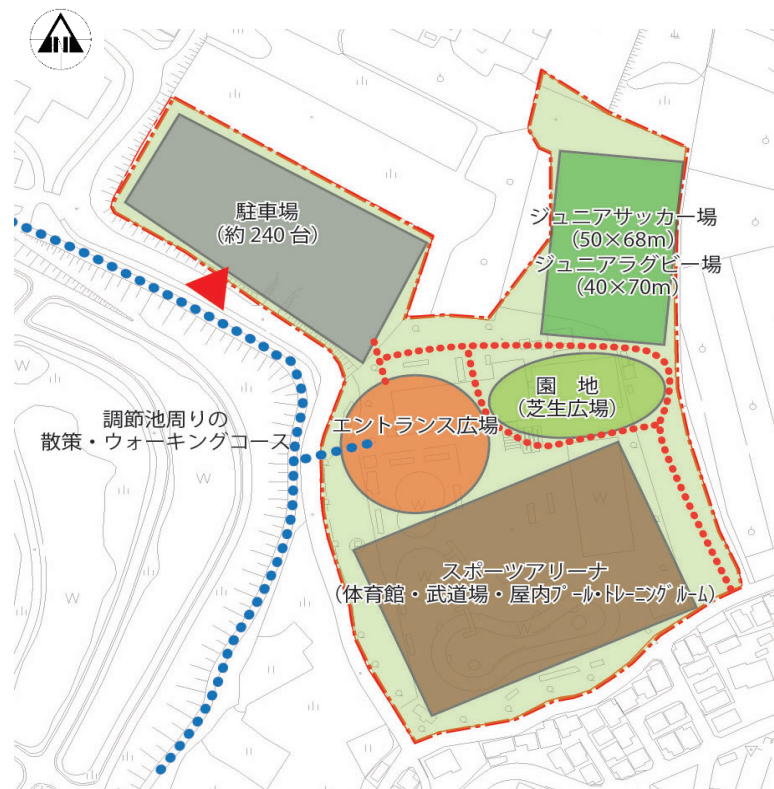 駐車場
（約 240 台）
ジュニアサッカー場
（50×68m）
ジュニアラグビー場
（40×70m）
園　地
（芝生広場）
エントランス広場
調節池周りの
散策・ウォーキングコース
スポーツアリーナ
（体育館・武道場・屋内プール・トレーニングルーム）